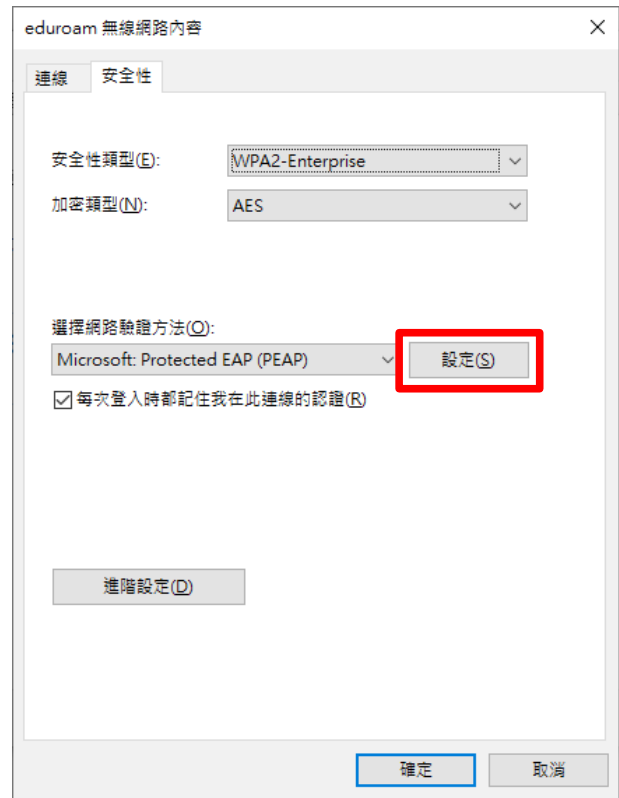 eduroam 無線網路內容
連線 安全性
安全性類型(E): WPA2-Enterprise
加密類型(N): AES
選擇網路驗證方法(O):
Microsoft: Protected EAP (PEAP) 設定(S)
每次登入時都記住我在此連線的認證(R)
進階設定(D)
確定 取消